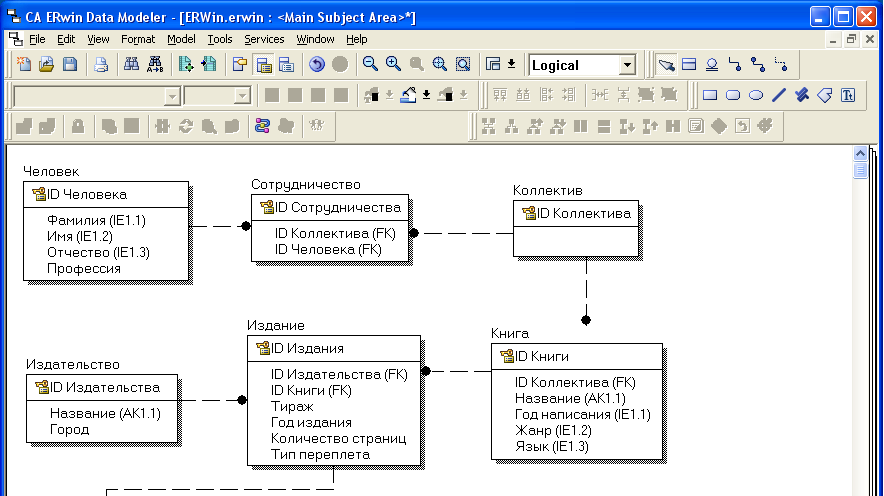 CA ERwin Data Modeler - [ERWin.erwin : <Main Subject Area>*]
File Edit View Format Model Tools Services Window Help
A→B
Logical
Tt
Человек
ID Человека
Фамилия (IE1.1)
Имя (IE1.2)
Отчество (IE1.3)
Профессия
Сотрудничество
ID Сотрудничества
ID Коллектива (FK)
ID Человека (FK)
Коллектив
ID Коллектива
Издательство
ID Издательства
Название (AK1.1)
Город
Издание
ID Издания
ID Издательства (FK)
ID Книги (FK)
Тираж
Год издания
Количество страниц
Тип переплета
Книга
ID Книги
ID Коллектива (FK)
Название (AK1.1)
Год написания (IE1.1)
Жанр (IE1.2)
Язык (IE1.3)